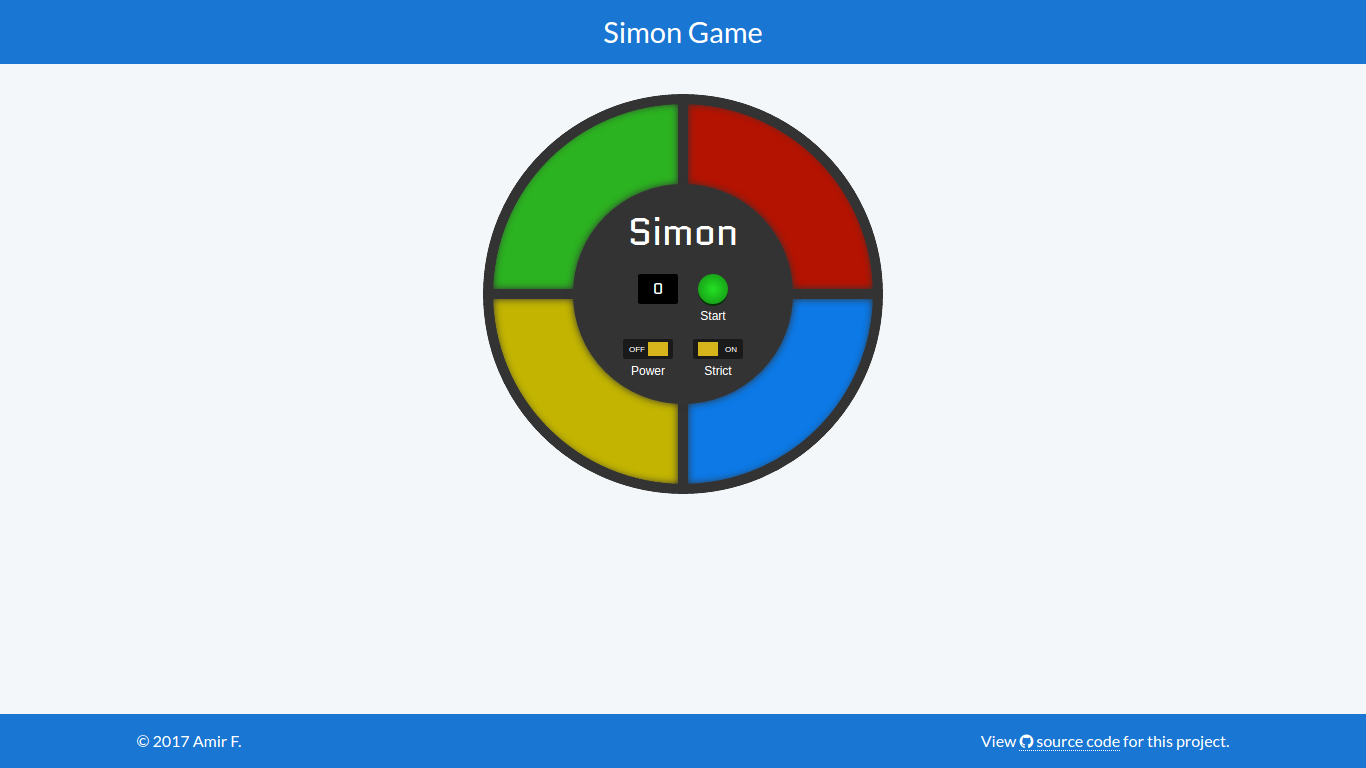 Simon Game
Simon
0
Start
OFF
ON
Power
Strict
© 2017 Amir F.
View source code for this project.